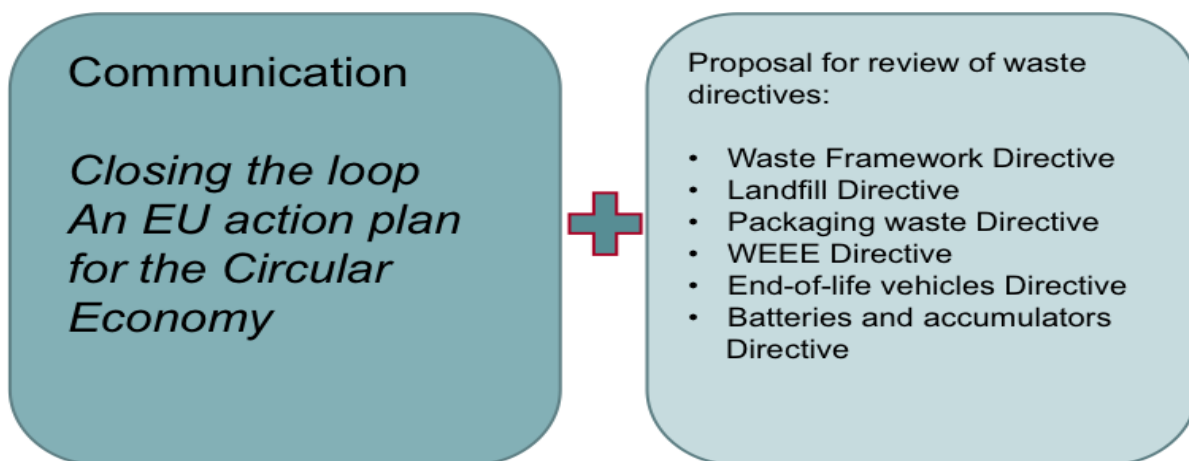 Communication
Closing the loop
An EU action plan
for the Circular
Economy
Proposal for review of waste
directives:
• Waste Framework Directive
• Landfill Directive
• Packaging waste Directive
• WEEE Directive
• End-of-life vehicles Directive
• Batteries and accumulators
Directive